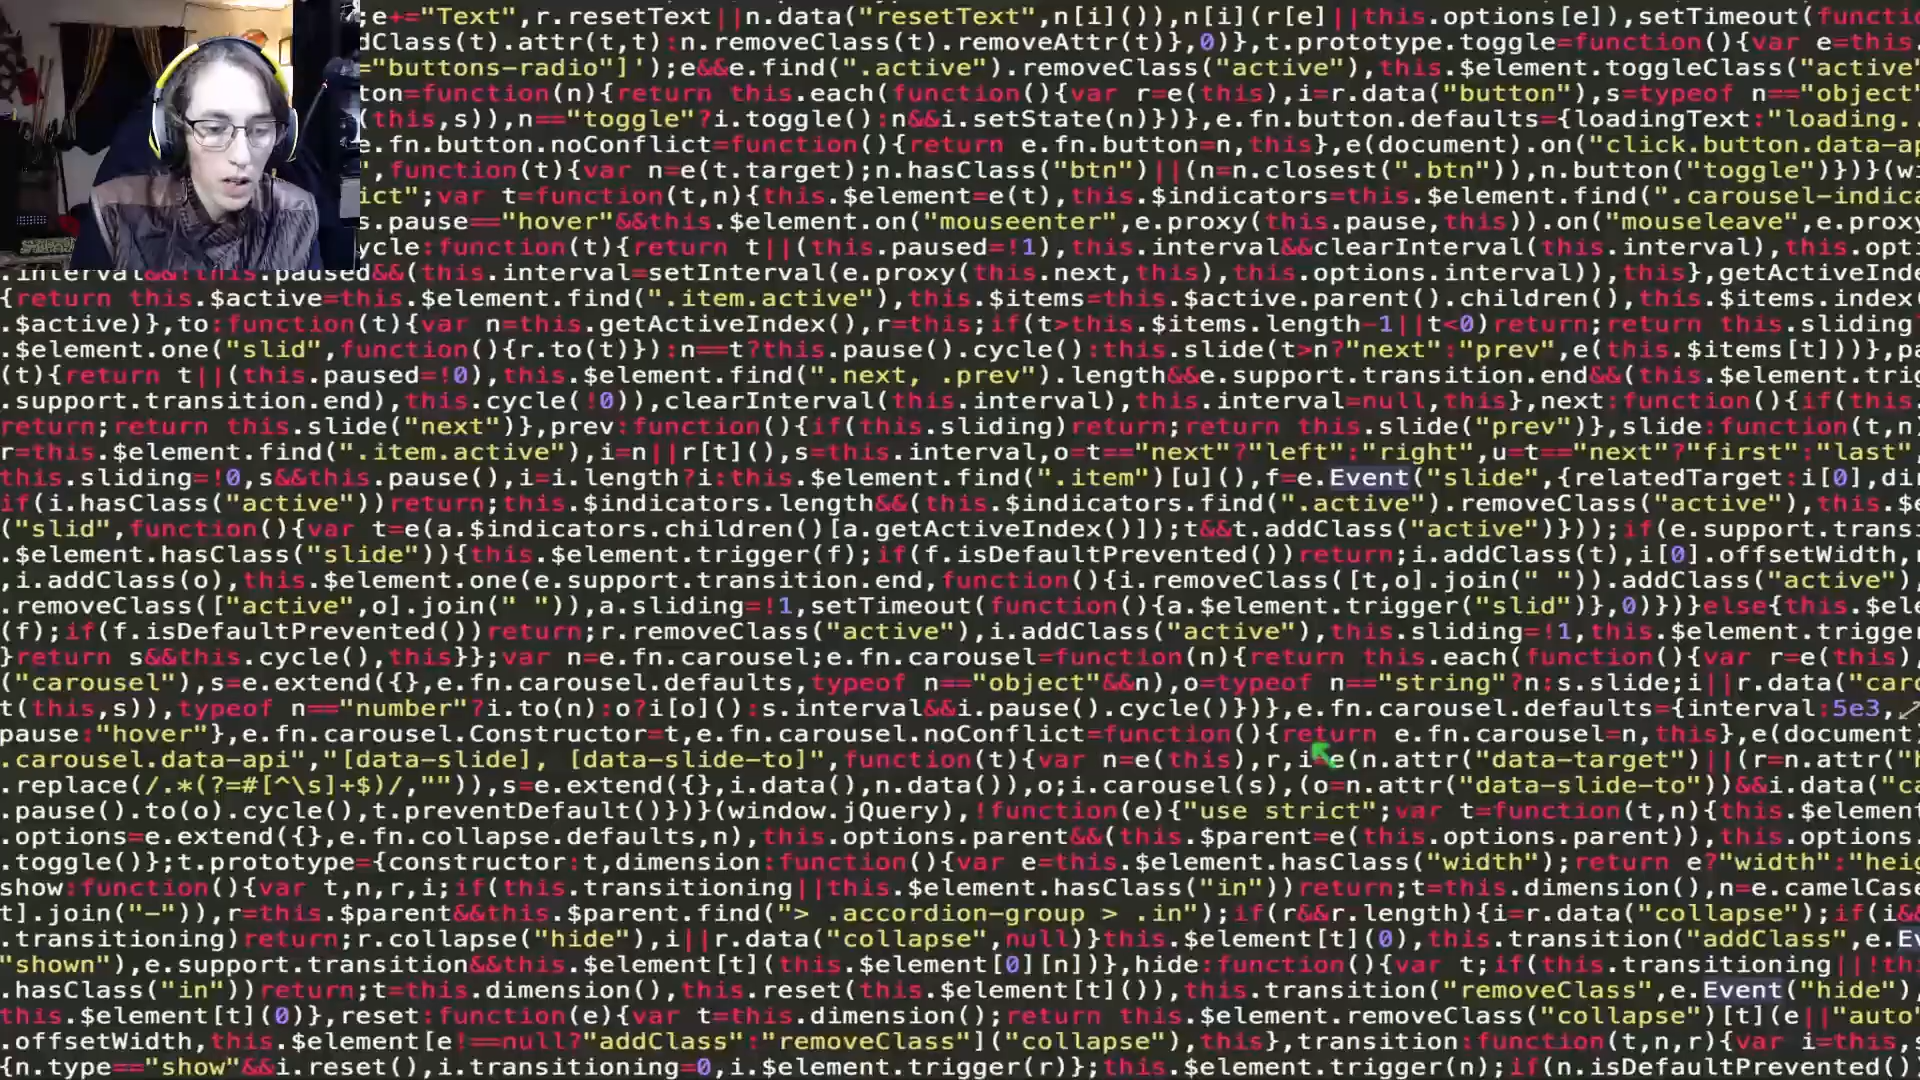 ;e+="Text",r.resetText||n.data("resetText",n[i]()),n[i](r[e]||this.options[e]),setTimeout(functio
dClass(t).attr(t,t):n.removeClass(t).removeAttr(t)},0)},t.prototype.toggle=function(){var e=this.
="buttons-radio"]');e&&e.find(".active").removeClass("active"),this.$element.toggleClass("active"
ton=function(n){return this.each(function(){var r=e(this),i=r.data("button"),s=typeof n=="object"
(this,s)),n=="toggle"?i.toggle():n&&i.setState(n)})},e.fn.button.defaults={loadingText:"loading..
.fn.button.noConflict=function(){return e.fn.button=n,this},e(document).on("click.button.data-ap
",function(t){var n=e(t.target);n.hasClass("btn")||(n=n.closest(".btn")),n.button("toggle")})}(wi
ict";var t=function(t,n){this.$element=e(t),this.$indicators=this.$element.find(".carousel-indica
s.pause=="hover"&&this.$element.on("mouseenter",e.proxy(this.pause,this)).on("mouseleave",e.proxy
ycle:function(t){return t||(this.paused=!1),this.interval&&clearInterval(this.interval),this.opti
.interval&&!this.paused&&(this.interval=setInterval(e.proxy(this.next,this),this.options.interval)),this},getActiveInde
{return this.$active=this.$element.find(".item.active"),this.$items=this.$active.parent().children(),this.$items.index(
.$active)},to:function(t){var n=this.getActiveIndex(),r=this;if(t>this.$items.length-1||t<0)return;return this.sliding?
.$element.one("slid",function(){r.to(t)}):n==t?this.pause().cycle():this.slide(t>n?"next":"prev",e(this.$items[t]))},pa
(t){return t||(this.paused=!0),this.$element.find(".next, .prev").length&&e.support.transition.end&&(this.$element.trig
.support.transition.end),this.cycle(!0)),clearInterval(this.interval),this.interval=null,this},next:function(){if(this.
return;return this.slide("next")},prev:function(){if(this.sliding)return;return this.slide("prev")},slide:function(t,n)
r=this.$element.find(".item.active"),i=n||r[t](),s=this.interval,o=t=="next"?"left":"right",u=t=="next"?"first":"last",
this.sliding=!0,s&&this.pause(),i=i.length?i:this.$element.find(".item")[u](),f=e.Event("slide",{relatedTarget:i[0],dir
if(i.hasClass("active"))return;this.$indicators.length&&(this.$indicators.find(".active").removeClass("active"),this.$e
("slid",function(){var t=e(a.$indicators.children()[a.getActiveIndex()]);t&&t.addClass("active")}));if(e.support.transi
.$element.hasClass("slide")){this.$element.trigger(f);if(f.isDefaultPrevented())return;i.addClass(t),i[0].offsetWidth,r
,i.addClass(o),this.$element.one(e.support.transition.end,function(){i.removeClass([t,o].join(" ")).addClass("active"),
.removeClass(["active",o].join(" ")),a.sliding=!1,setTimeout(function(){a.$element.trigger("slid")},0)})}else{this.$ele
(f);if(f.isDefaultPrevented())return;r.removeClass("active"),i.addClass("active"),this.sliding=!1,this.$element.trigger
}return s&&this.cycle(),this}};var n=e.fn.carousel;e.fn.carousel=function(n){return this.each(function(){var r=e(this),
("carousel"),s=e.extend({},e.fn.carousel.defaults,typeof n=="object"&&n),o=typeof n=="string"?n:s.slide;i||r.data("caro
t(this,s)),typeof n=="number"?i.to(n):o?i[o]():s.interval&&i.pause().cycle()})},e.fn.carousel.defaults={interval:5e3,
pause:"hover"},e.fn.carousel.Constructor=t,e.fn.carousel.noConflict=function(){return e.fn.carousel=n,this},e(document)
.carousel.data-api","[data-slide], [data-slide-to]",function(t){var n=e(this),r,i=e(n.attr("data-target")||(r=n.attr("h
.replace(/.*(?=#[^\s]+$)/,"")),s=e.extend({},i.data(),n.data()),o;i.carousel(s),(o=n.attr("data-slide-to"))&&i.data("ca
.pause().to(o).cycle(),t.preventDefault()})}(window.jQuery),!function(e){"use strict";var t=function(t,n){this.$element
.options=e.extend({},e.fn.collapse.defaults,n),this.options.parent&&(this.$parent=e(this.options.parent)),this.options.
.toggle()};t.prototype={constructor:t,dimension:function(){var e=this.$element.hasClass("width");return e?"width":"heig
show:function(){var t,n,r,i;if(this.transitioning||this.$element.hasClass("in"))return;t=this.dimension(),n=e.camelCase
t].join("-")),r=this.$parent&&this.$parent.find("> .accordion-group > .in");if(r&&r.length){i=r.data("collapse");if(i&&
.transitioning)return;r.collapse("hide"),i||r.data("collapse",null)}this.$element[t](0),this.transition("addClass",e.Ev
"shown"),e.support.transition&&this.$element[t](this.$element[0][n])},hide:function(){var t;if(this.transitioning||!thi
.hasClass("in"))return;t=this.dimension(),this.reset(this.$element[t]()),this.transition("removeClass",e.Event("hide"),
this.$element[t](0)},reset:function(e){var t=this.dimension();return this.$element.removeClass("collapse")[t](e||"auto"
.offsetWidth,this.$element[e!==null?"addClass":"removeClass"]("collapse"),this},transition:function(t,n,r){var i=this,s
{n.type=="show"&&i.reset(),i.transitioning=0,i.$element.trigger(r)};this.$element.trigger(n);if(n.isDefaultPrevented())